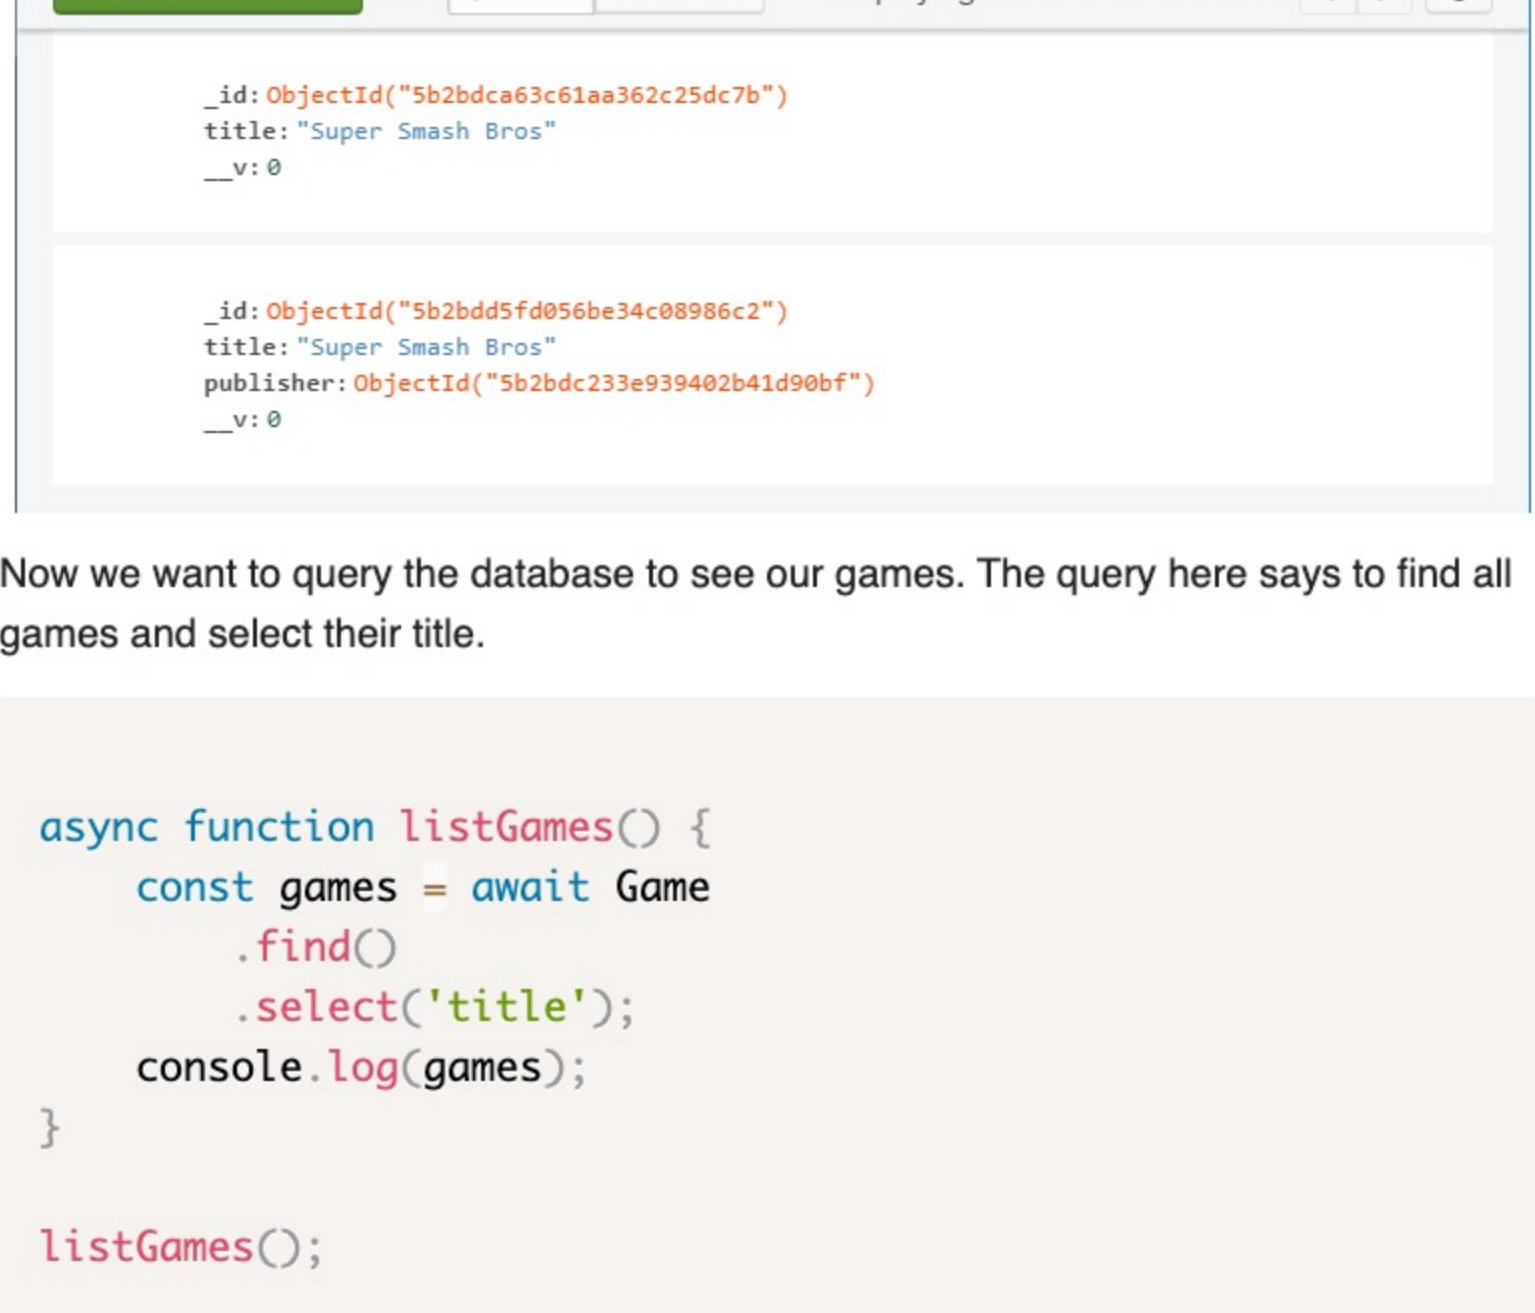 _id: ObjectId("5b2bdca63c61aa362c25dc7b")
title: "Super Smash Bros"
__v: 0
_id: ObjectId("5b2bdd5fd056be34c08986c2")
title: "Super Smash Bros"
publisher: ObjectId("5b2bdc233e939402b41d90bf")
__v: 0
Now we want to query the database to see our games. The query here says to find all
games and select their title.
async function listGames() {
    const games = await Game
        .find()
        .select('title');
    console.log(games);
}
listGames();